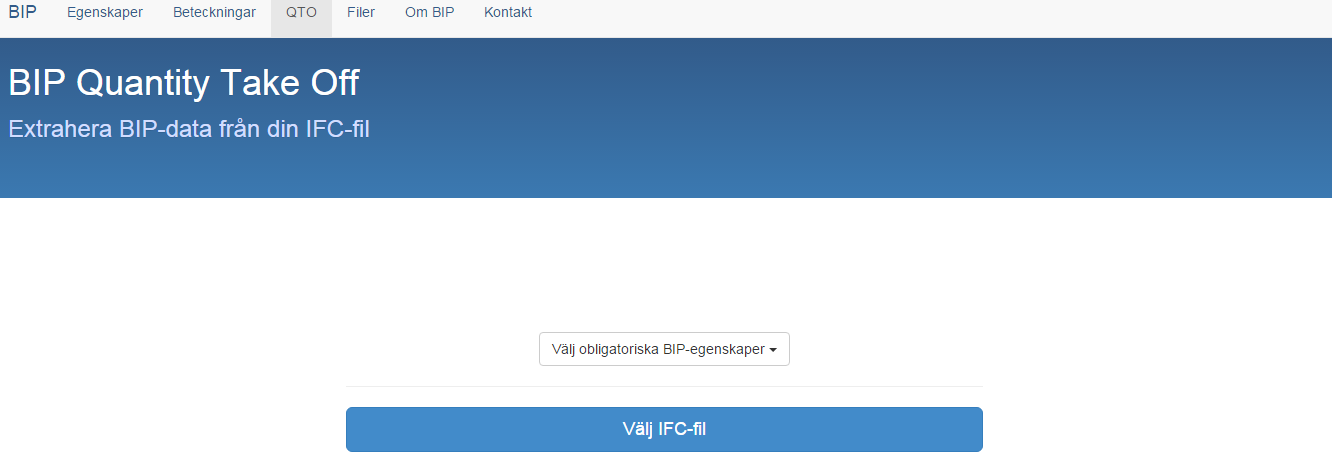 BIP Egenskaper Beteckningar QTO Filer Om BIP Kontakt
BIP Quantity Take Off
Extrahera BIP-data från din IFC-fil
Välj obligatoriska BIP-egenskaper
Välj IFC-fil